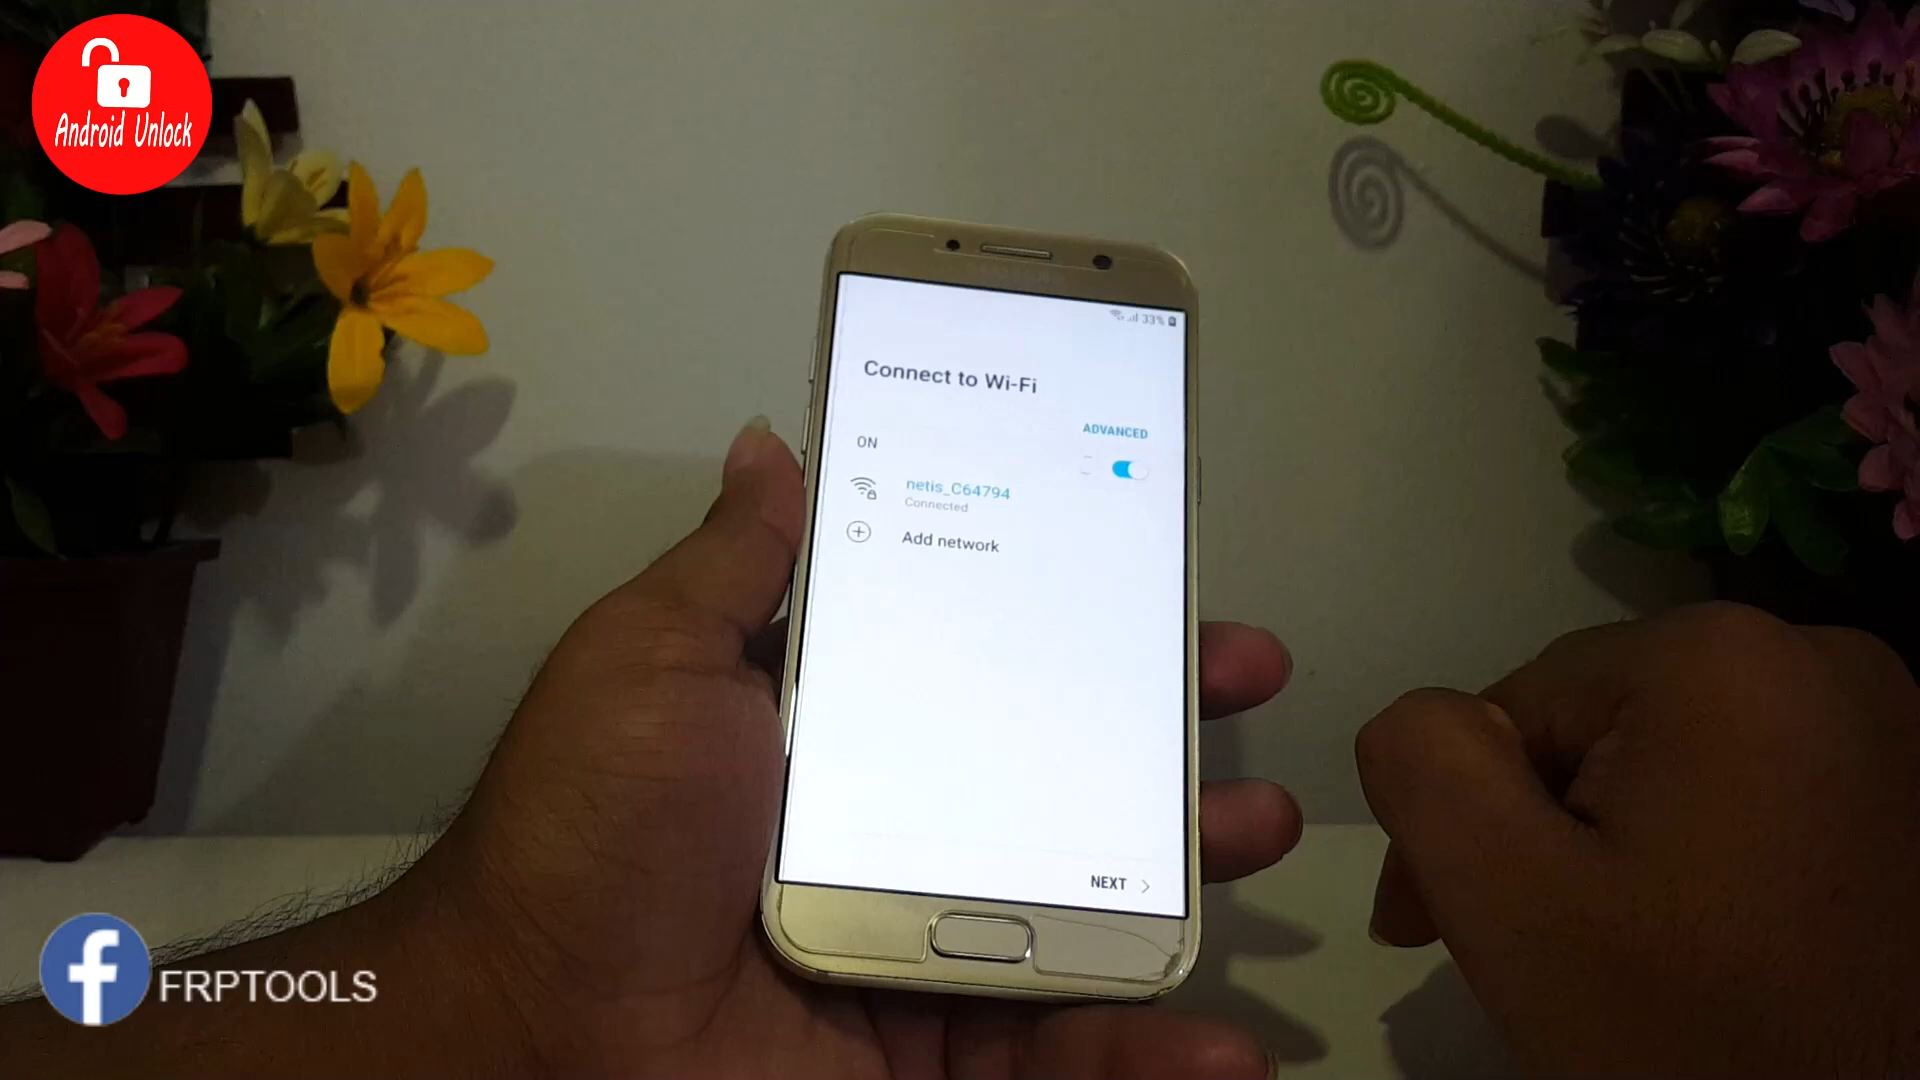 Android Unlock
33%
Connect to Wi-Fi
ADVANCED
ON
netis_C64794
Connected
Add network
NEXT
f FRPTOOLS